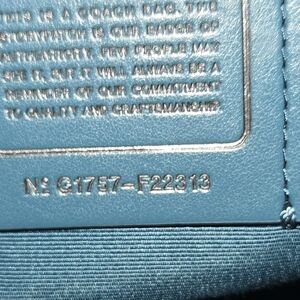 THIS IS A COACH BAG. THE
STORYPATCH IS OUR BADGE OF
AUTHENTICITY. FEW PEOPLE MAY
SEE IT, BUT IT WILL ALWAYS BE A
REMINDER OF OUR COMMITMENT
TO QUALITY AND CRAFTSMANSHIP.
Nº G1757-F22313